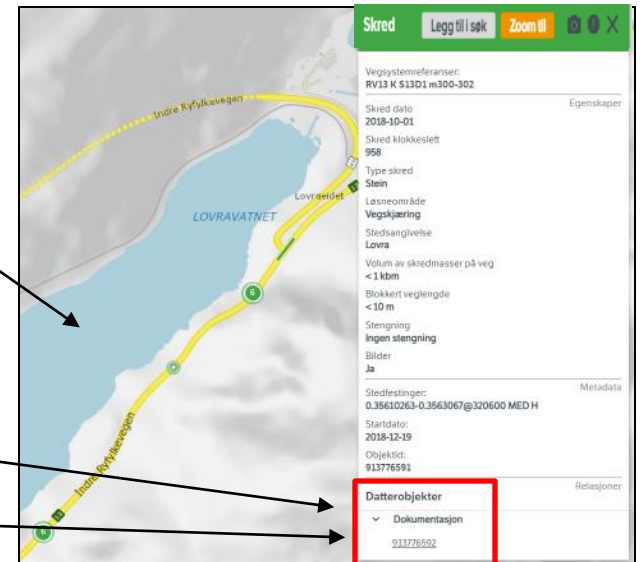 Skred
Legg til i søk
Zoom til
Vegsystemreferanser:
RV13 K S13D1 m300-302
Egenskaper
Skred dato
2018-10-01
Skred klokkeslett
958
Type skred
Stein
Løsneområde
Vegskjæring
Stedsangivelse
Lovra
Volum av skredmasser på veg
< 1 kbm
Blokkert veglengde
< 10 m
Stengning
Ingen stengning
Bilder
Ja
Metadata
Stedfestinger:
0.35610263-0.3563067@320600 MED H
Startdato:
2018-12-19
Objektid:
913776591
Relasjoner
Datterobjekter
Dokumentasjon
913776592
Indre Ryfylkevegen
Lovraeidet
LOVRAVATNET
6
Indre Ryfylkevegen
6